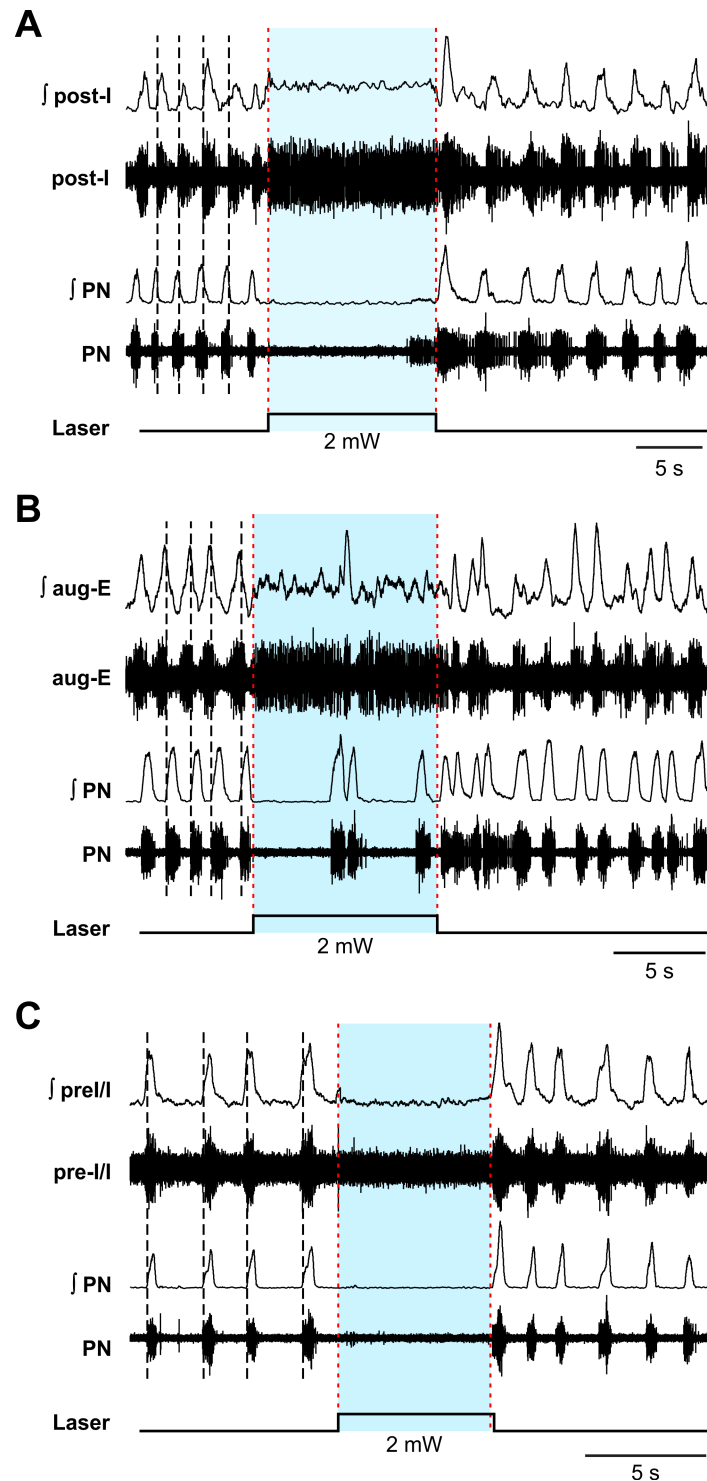 A
∫ post-I
post-I
∫ PN
PN
Laser
2 mW
5 s
B
∫ aug-E
aug-E
∫ PN
PN
Laser
2 mW
5 s
C
∫ preI/I
pre-I/I
∫ PN
PN
Laser
2 mW
5 s